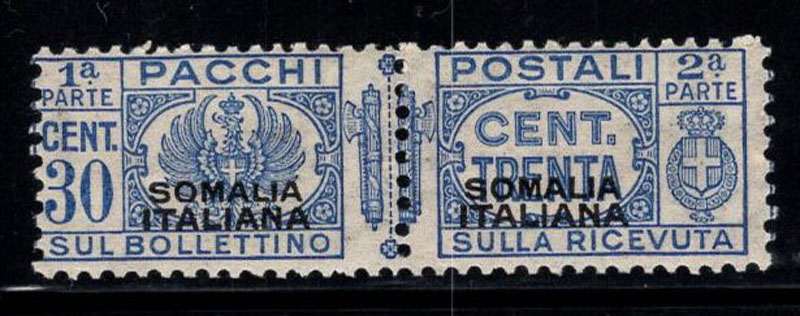 1ª PARTE PACCHI POSTALI 2ª PARTE
CENT. 30
CENT. TRENTA
SOMALIA ITALIANA
SOMALIA ITALIANA
SUL BOLLETTINO
SULLA RICEVUTA